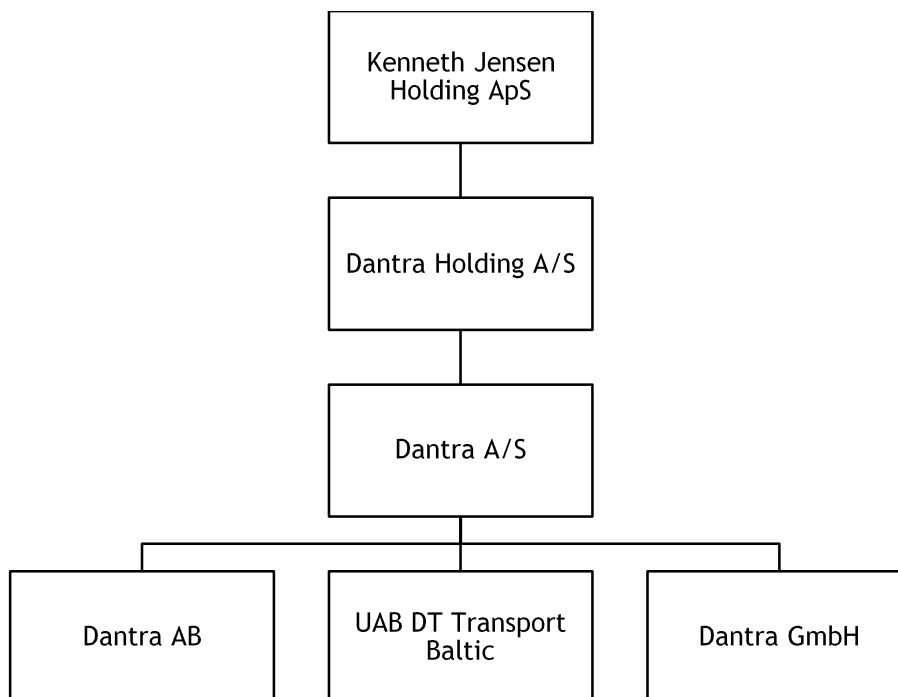 Kenneth Jensen
Holding ApS
Dantra Holding A/S
Dantra A/S
Dantra AB
UAB DT Transport
Baltic
Dantra GmbH